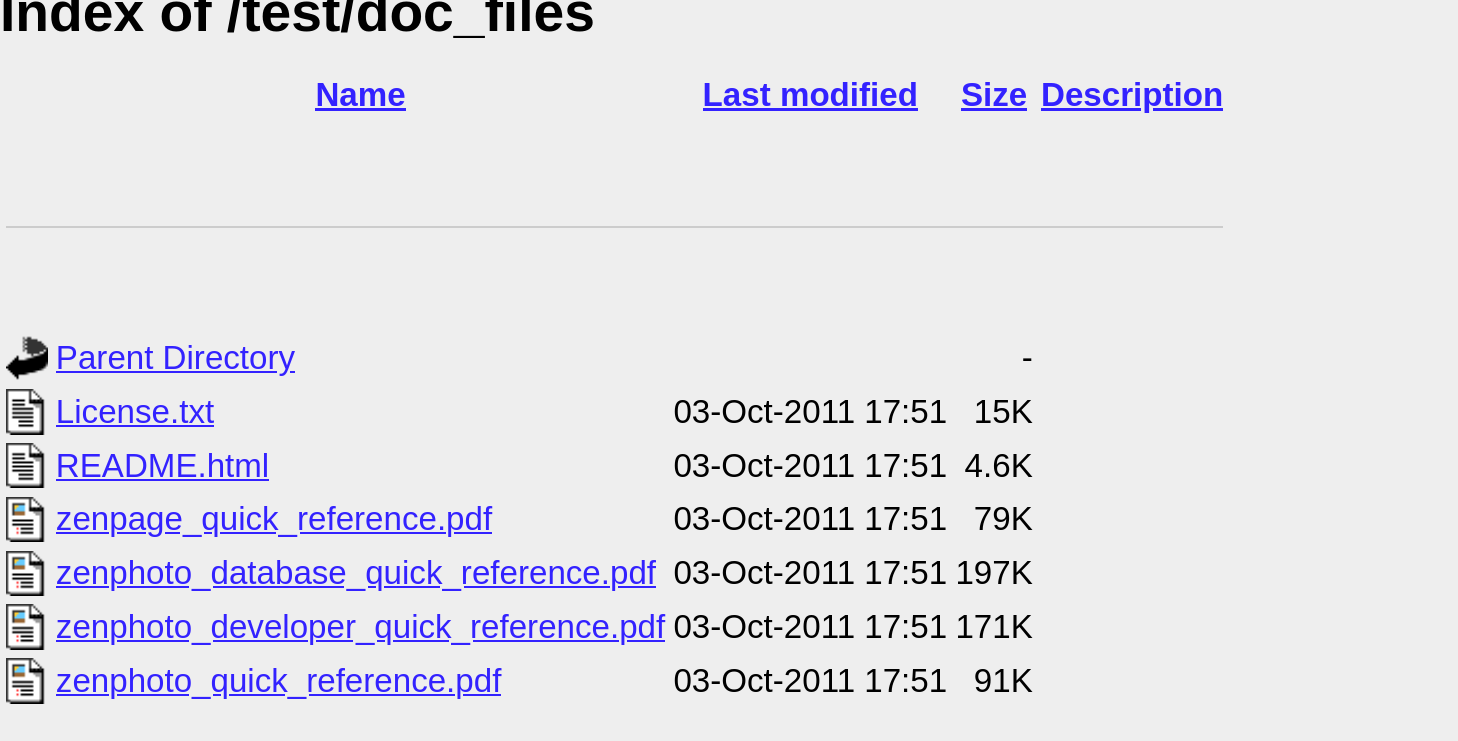 Index of /test/doc_files
Name Last modified Size Description
Parent Directory -
License.txt 03-Oct-2011 17:51 15K
README.html 03-Oct-2011 17:51 4.6K
zenpage_quick_reference.pdf 03-Oct-2011 17:51 79K
zenphoto_database_quick_reference.pdf 03-Oct-2011 17:51 197K
zenphoto_developer_quick_reference.pdf 03-Oct-2011 17:51 171K
zenphoto_quick_reference.pdf 03-Oct-2011 17:51 91K